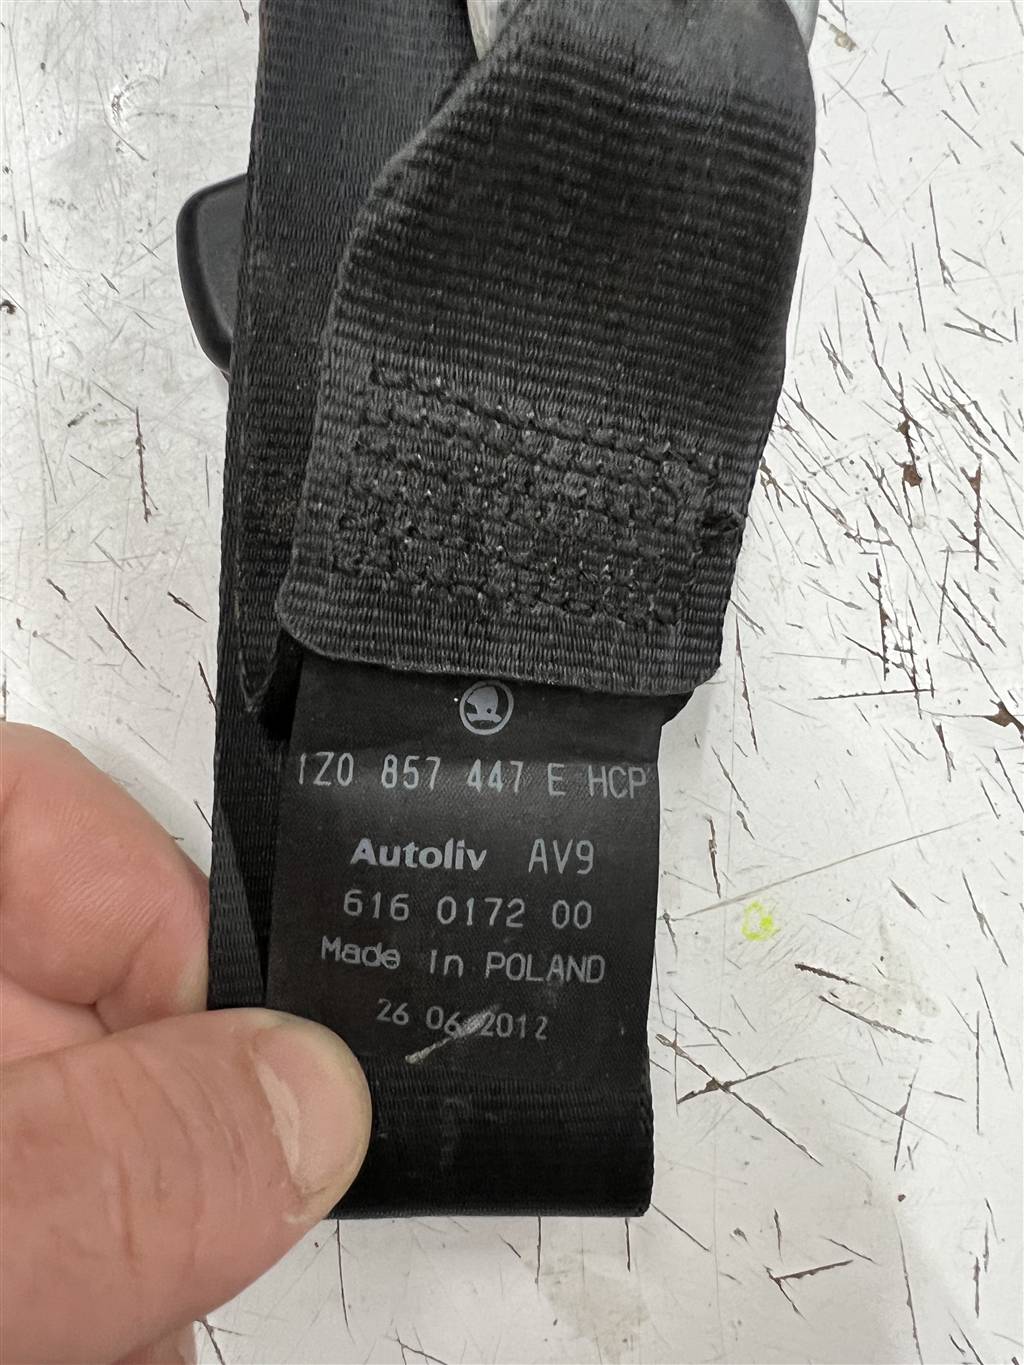 1Z0 857 447 E HCP
Autoliv AV9
616 0172 00
Made in POLAND
26 06 2012